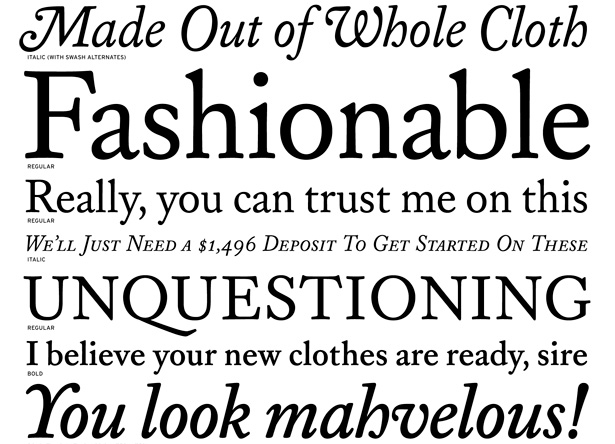 Made Out of Whole Cloth
ITALIC (WITH SWASH ALTERNATES)
Fashionable
REGULAR
Really, you can trust me on this
REGULAR
We'll Just Need a $1,496 Deposit To Get Started On These
ITALIC
UNQUESTIONING
REGULAR
I believe your new clothes are ready, sire
BOLD
You look mahvelous!